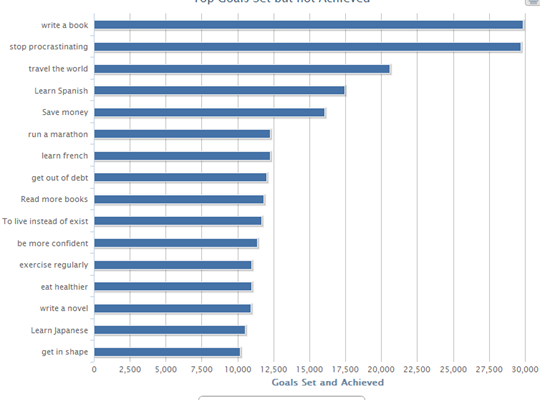 Top Goals Set but not Achieved
write a book
stop procrastinating
travel the world
Learn Spanish
Save money
run a marathon
learn french
get out of debt
Read more books
To live instead of exist
be more confident
exercise regularly
eat healthier
write a novel
Learn Japanese
get in shape
0 2,500 5,000 7,500 10,000 12,500 15,000 17,500 20,000 22,500 25,000 27,500 30,000
Goals Set and Achieved